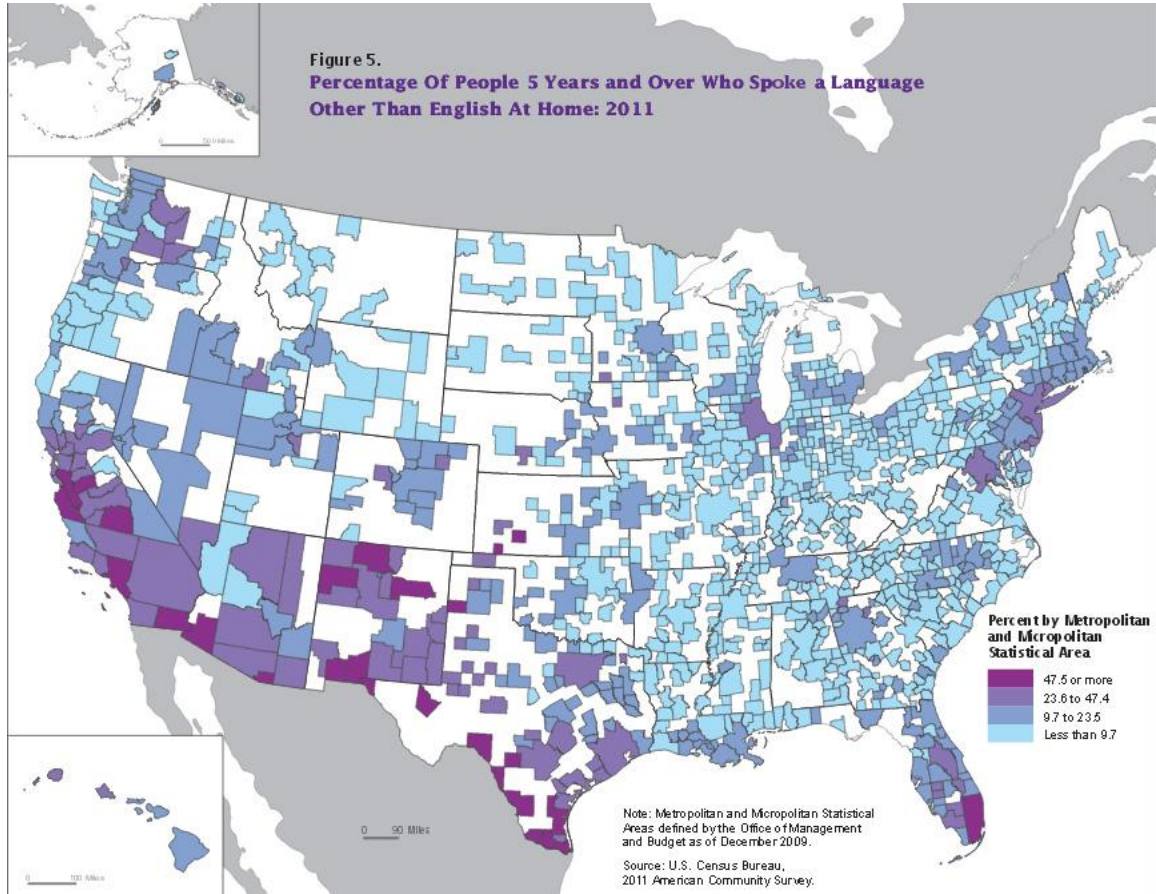 Figure 5.
Percentage Of People 5 Years and Over Who Spoke a Language
Other Than English At Home: 2011
0 500 Miles
Percent by Metropolitan
and Micropolitan
Statistical Area
47.5 or more
23.6 to 47.4
9.7 to 23.5
Less than 9.7
0 90 Miles
0 100 Miles
Note: Metropolitan and Micropolitan Statistical
Areas defined by the Office of Management
and Budget as of December 2009.
Source: U.S. Census Bureau,
2011 American Community Survey.